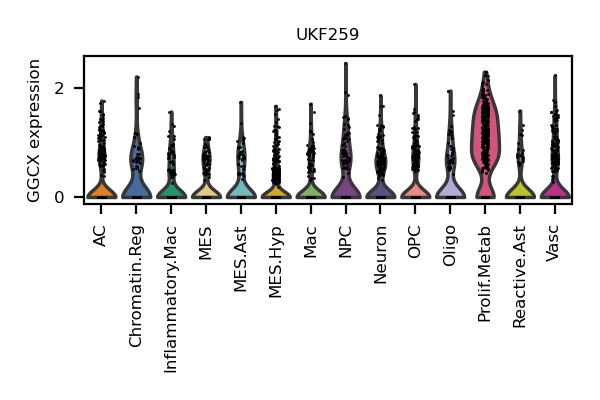 UKF259
GGCX expression
2
0
AC
Chromatin.Reg
Inflammatory.Mac
MES
MES.Ast
MES.Hyp
Mac
NPC
Neuron
OPC
Oligo
Prolif.Metab
Reactive.Ast
Vasc